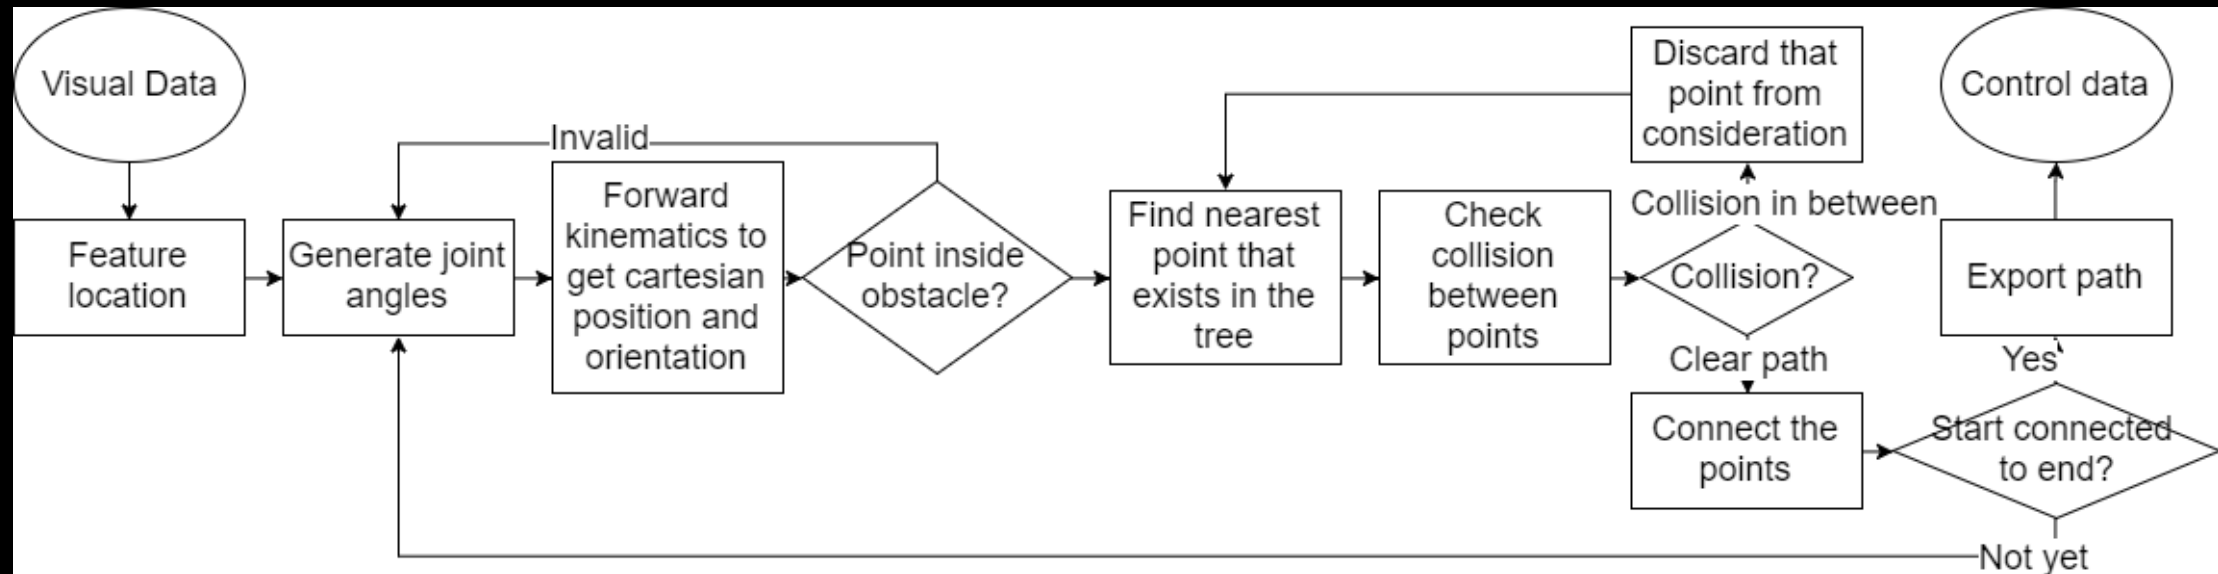 Visual Data
Feature
location
Generate joint
angles
Invalid
Forward
kinematics to
get cartesian
position and
orientation
Point inside
obstacle?
Find nearest
point that
exists in the
tree
Check
collision
between
points
Discard that
point from
consideration
Collision in between
Collision?
Clear path
Connect the
points
Start connected
to end?
Not yet
Yes
Export path
Control data